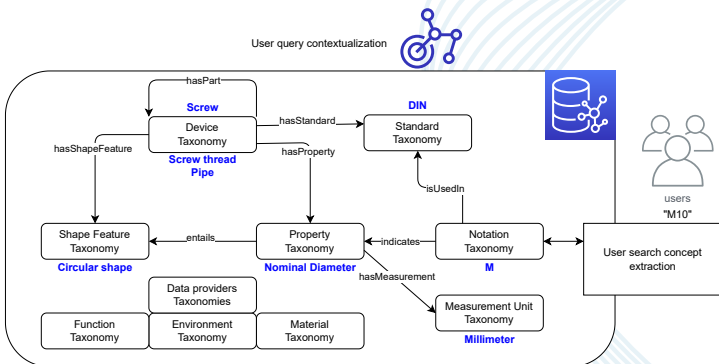 User query contextualization
hasPart
Screw
DIN
Device
Taxonomy
hasStandard
Standard
Taxonomy
hasShapeFeature
Screw thread
Pipe
hasProperty
isUsedIn
users
"M10"
Shape Feature
Taxonomy
entails
Property
Taxonomy
indicates
Notation
Taxonomy
User search concept
extraction
Circular shape
Nominal Diameter
M
hasMeasurement
Data providers
Taxonomies
Measurement Unit
Taxonomy
Function
Taxonomy
Environment
Taxonomy
Material
Taxonomy
Millimeter